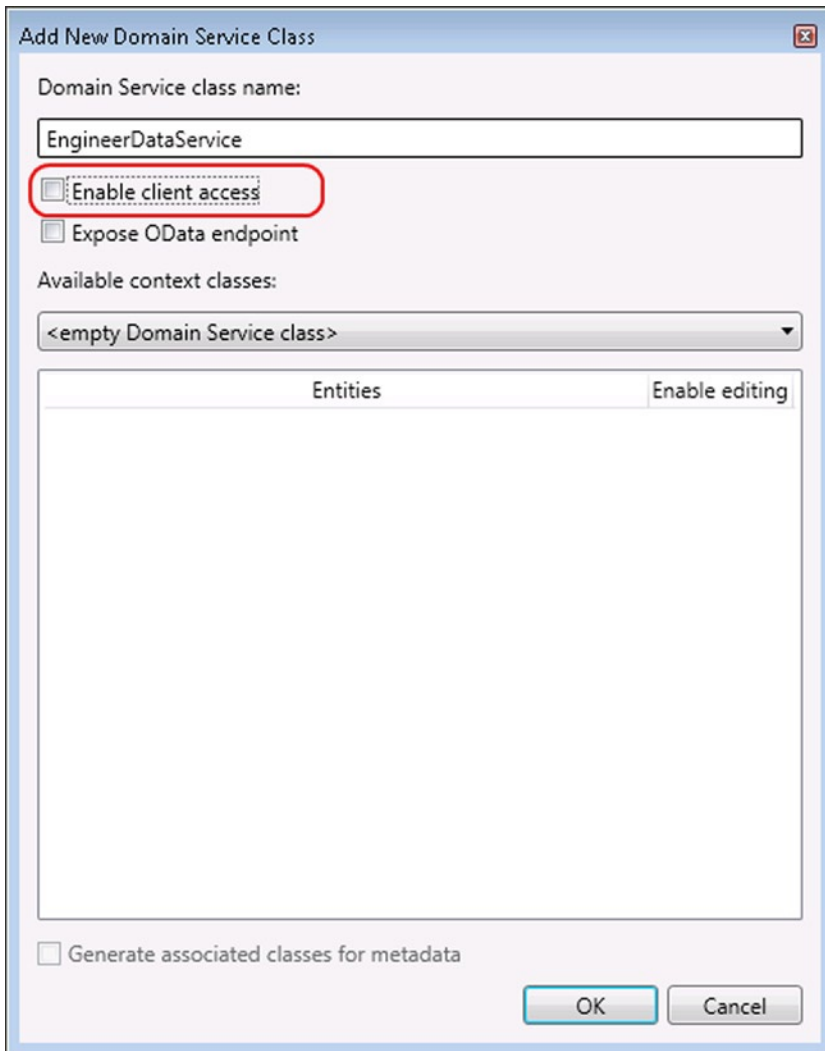 Add New Domain Service Class
Domain Service class name:
EngineerDataService
Enable client access
Expose OData endpoint
Available context classes:
<empty Domain Service class>
Entities Enable editing
Generate associated classes for metadata
OK Cancel